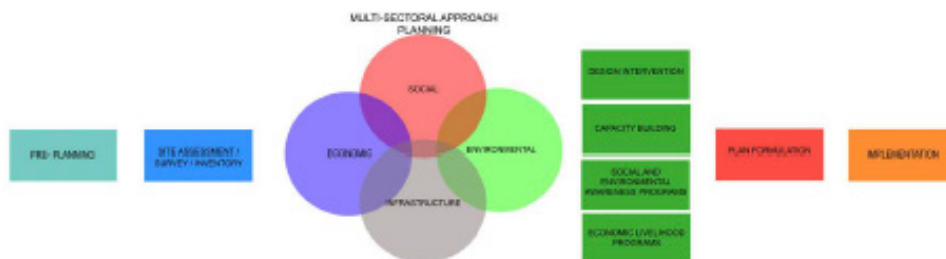 MULTI-SECTORAL APPROACH
PLANNING
SOCIAL
ECONOMIC
ENVIRONMENTAL
INFRASTRUCTURE
PRE- PLANNING
SITE ASSESSMENT /
SURVEY / INVENTORY
DESIGN INTERVENTION
CAPACITY BUILDING
SOCIAL AND
ENVIRONMENTAL
AWARENESS PROGRAMS
ECONOMIC LIVELIHOOD
PROGRAMS
PLAN FORMULATION
IMPLEMENTATION